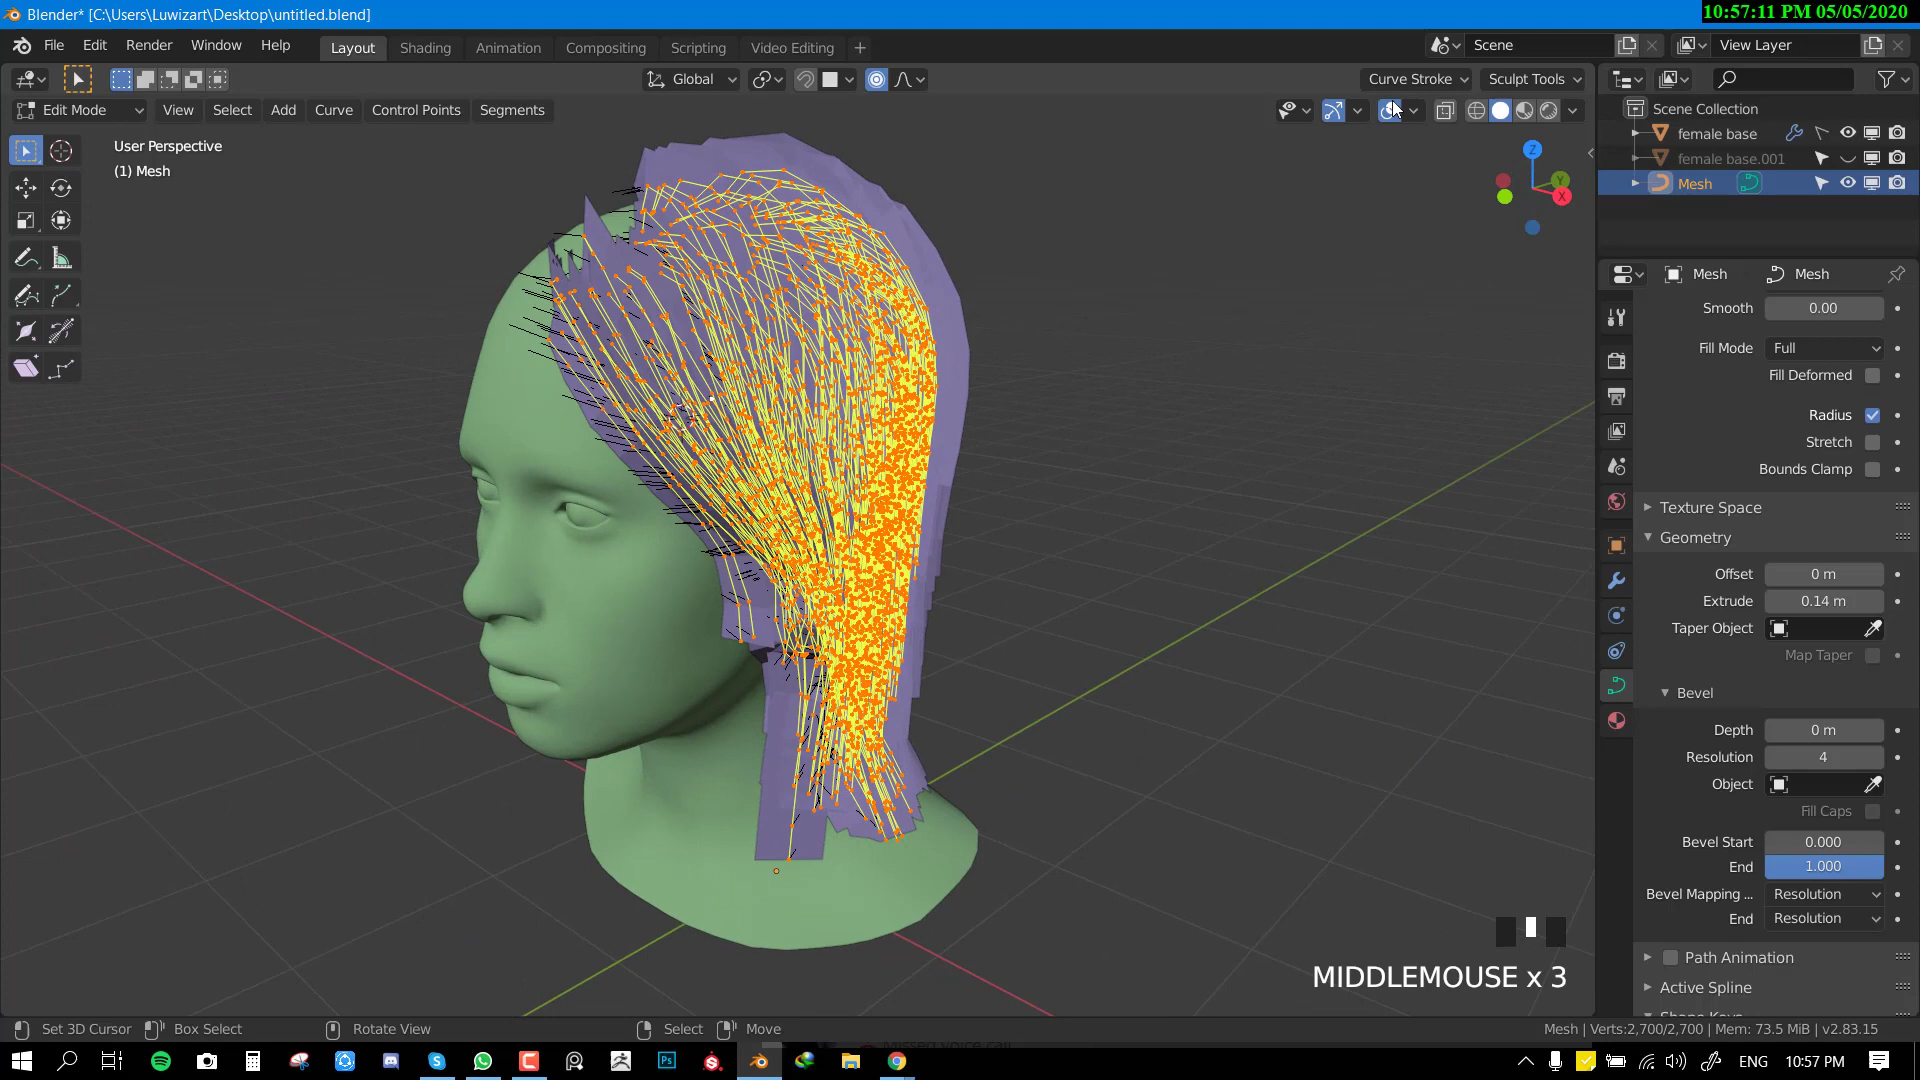 Blender* [C:\Users\Luwizart\Desktop\untitled.blend]
10:57:11 PM 05/05/2020
File Edit Render Window Help
Layout Shading Animation Compositing Scripting Video Editing +
Scene
View Layer
Global
Curve Stroke
Sculpt Tools
Edit Mode
View Select Add Curve Control Points Segments
User Perspective
(1) Mesh
Z
Y
X
Scene Collection
female base
female base.001
Mesh
Mesh
Mesh
Smooth 0.00
Fill Mode Full
Fill Deformed
Radius
Stretch
Bounds Clamp
Texture Space
Geometry
Offset 0 m
Extrude 0.14 m
Taper Object
Map Taper
Bevel
Depth 0 m
Resolution 4
Object
Fill Caps
Bevel Start 0.000
End 1.000
Bevel Mapping ... Resolution
End Resolution
Path Animation
Active Spline
Shape Keys
MIDDLEMOUSE x 3
Set 3D Cursor
Box Select
Rotate View
Select
Move
Mesh | Verts:2,700/2,700 | Mem: 73.5 MiB | v2.83.15
Missed voice call
Ps
ENG
10:57 PM